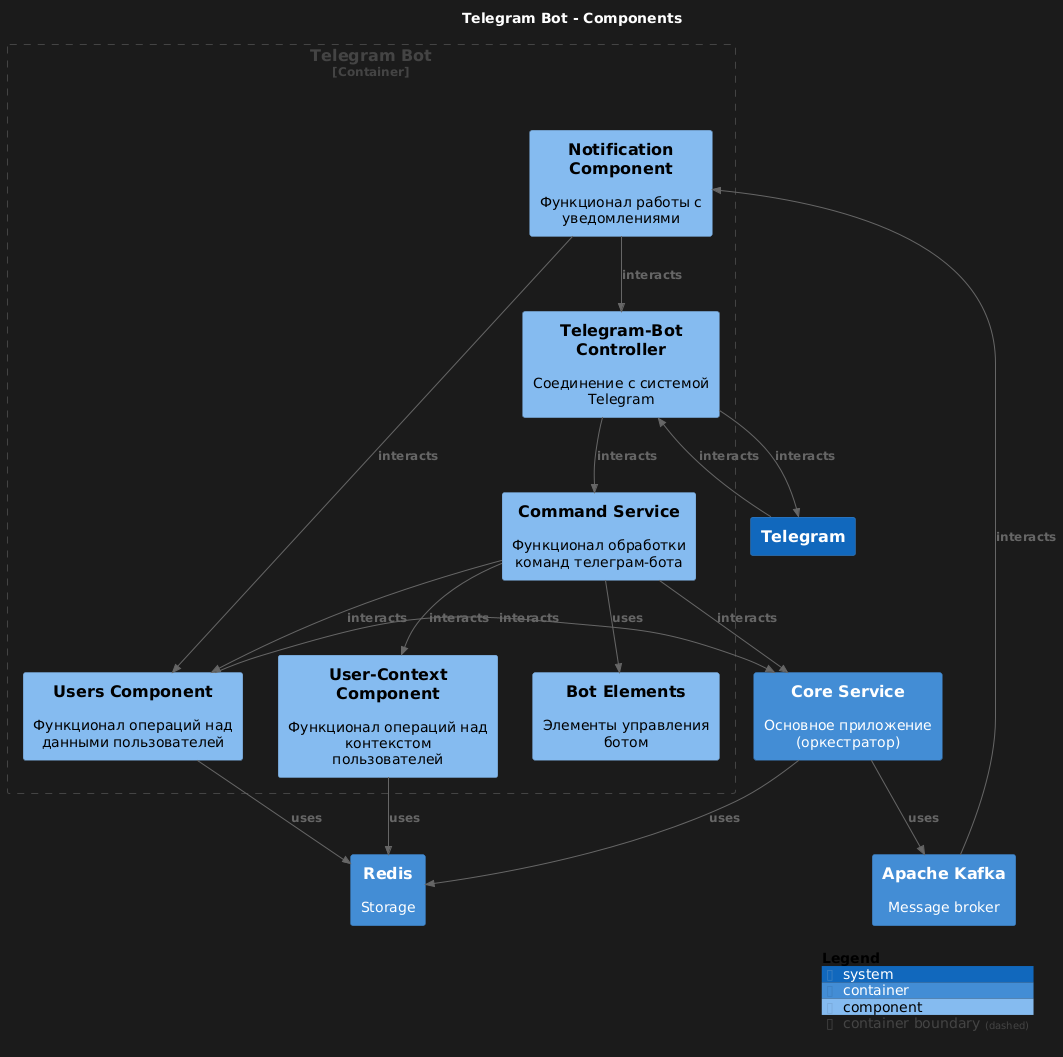 Telegram Bot - Components
Telegram Bot
[Container]
Notification
Component
Функционал работы с
уведомлениями
interacts
Telegram-Bot
Controller
Соединение с системой
Telegram
interacts
interacts
interacts
interacts
Command Service
Функционал обработки
команд телеграм-бота
Telegram
interacts
interacts
interacts
interacts
uses
interacts
Users Component
Функционал операций над
данными пользователей
User-Context
Component
Функционал операций над
контекстом
пользователей
Bot Elements
Элементы управления
ботом
Core Service
Основное приложение
(оркестратор)
uses
uses
uses
uses
Redis
Storage
Apache Kafka
Message broker
Legend
system
container
component
container boundary (dashed)